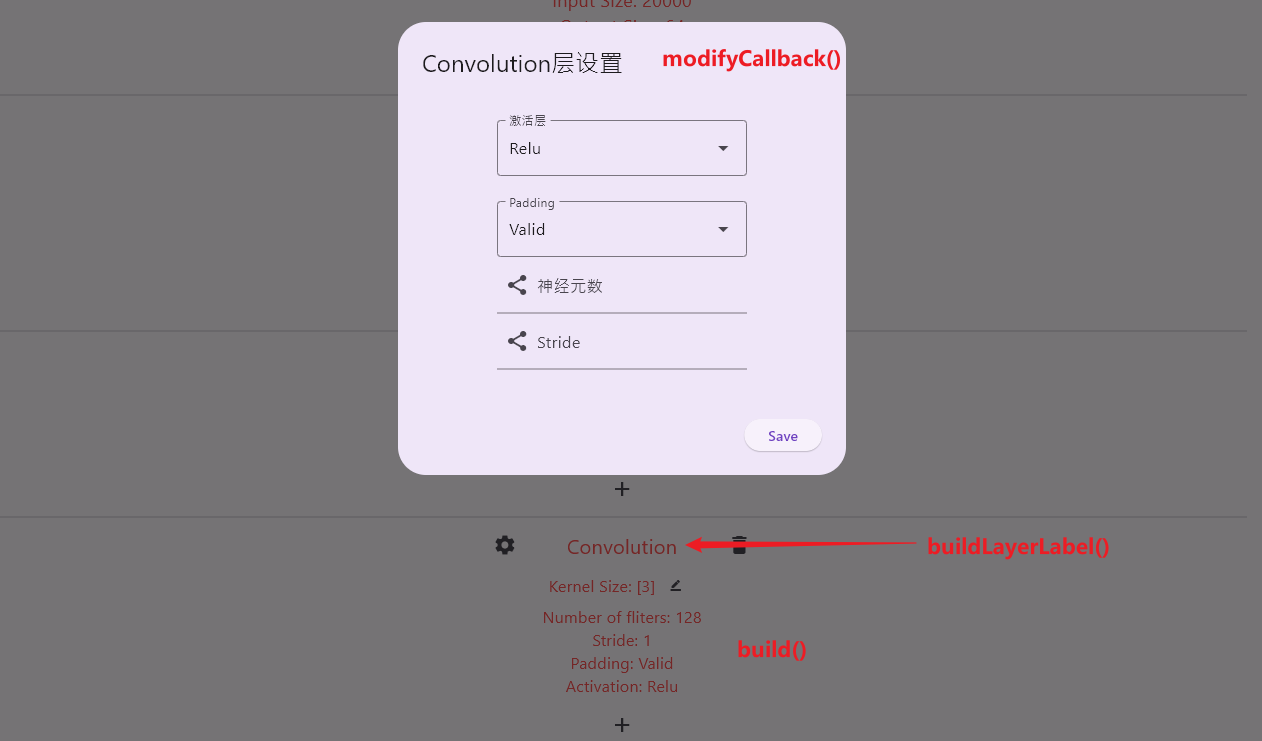 Input Size: 20000
Convolution层设置
modifyCallback()
激活层
Relu
Padding
Valid
神经元数
Stride
Save
Convolution
buildLayerLabel()
Kernel Size: [3]
Number of fliters: 128
Stride: 1
build()
Padding: Valid
Activation: Relu